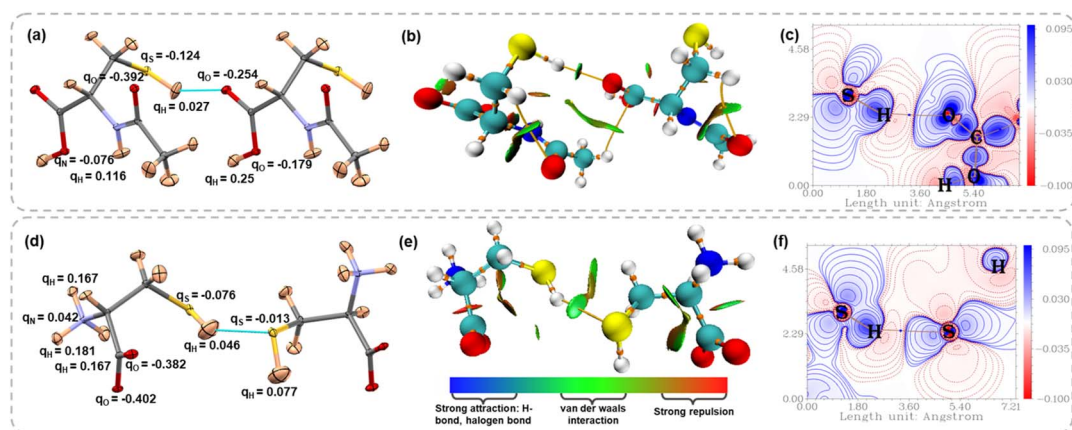 (a)
qS = -0.124
qO = -0.392
qO = -0.254
qH = 0.027
qN = -0.076
qH = 0.116
qO = -0.179
qH = 0.25
(b)
(c)
4.58
2.29
0.00
0.00 1.80 3.60 5.40
Length unit: Angstrom
S
H
O
C
O
H
0.095
0.030
-0.035
-0.100
(d)
qH = 0.167
qS = -0.076
qN = 0.042
qS = -0.013
qH = 0.046
qH = 0.181
qH = 0.167
qO = -0.382
qO = -0.402
qH = 0.077
(e)
Strong attraction: H-
bond, halogen bond
van der waals
interaction
Strong repulsion
(f)
4.58
2.29
0.00
0.00 1.80 3.60 5.40 7.21
Length unit: Angstrom
H
S
H
S
0.095
0.030
-0.035
-0.100